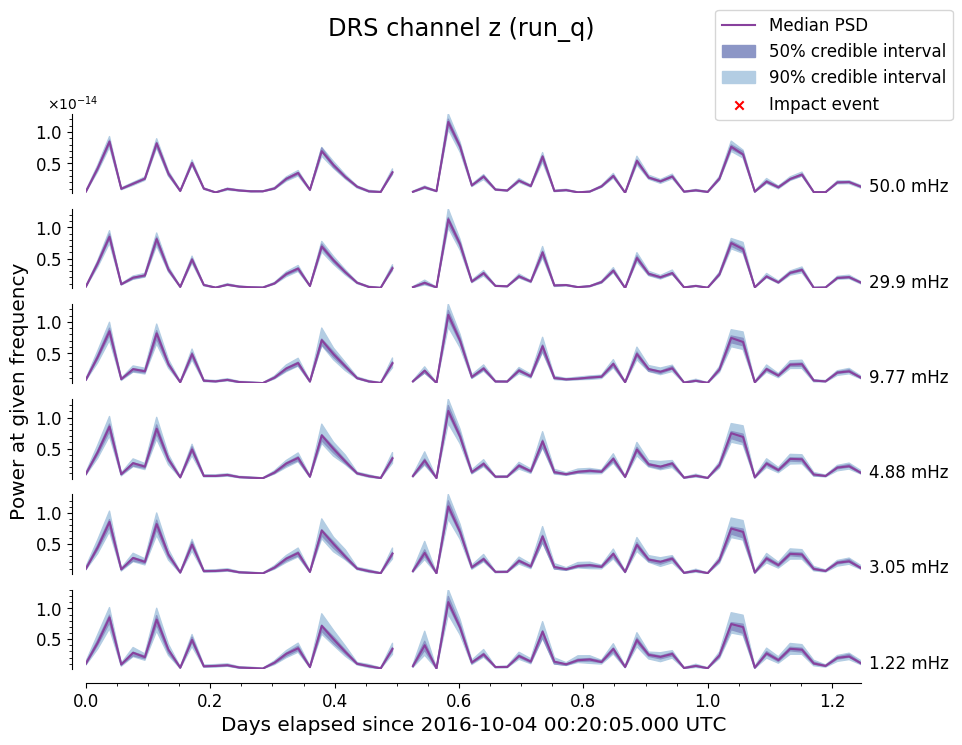 DRS channel z (run_q)
Median PSD
50% credible interval
90% credible interval
Impact event
×10⁻¹⁴
1.0
0.5
50.0 mHz
1.0
0.5
29.9 mHz
1.0
0.5
9.77 mHz
1.0
0.5
4.88 mHz
1.0
0.5
3.05 mHz
1.0
0.5
1.22 mHz
Power at given frequency
0.0 0.2 0.4 0.6 0.8 1.0 1.2
Days elapsed since 2016-10-04 00:20:05.000 UTC